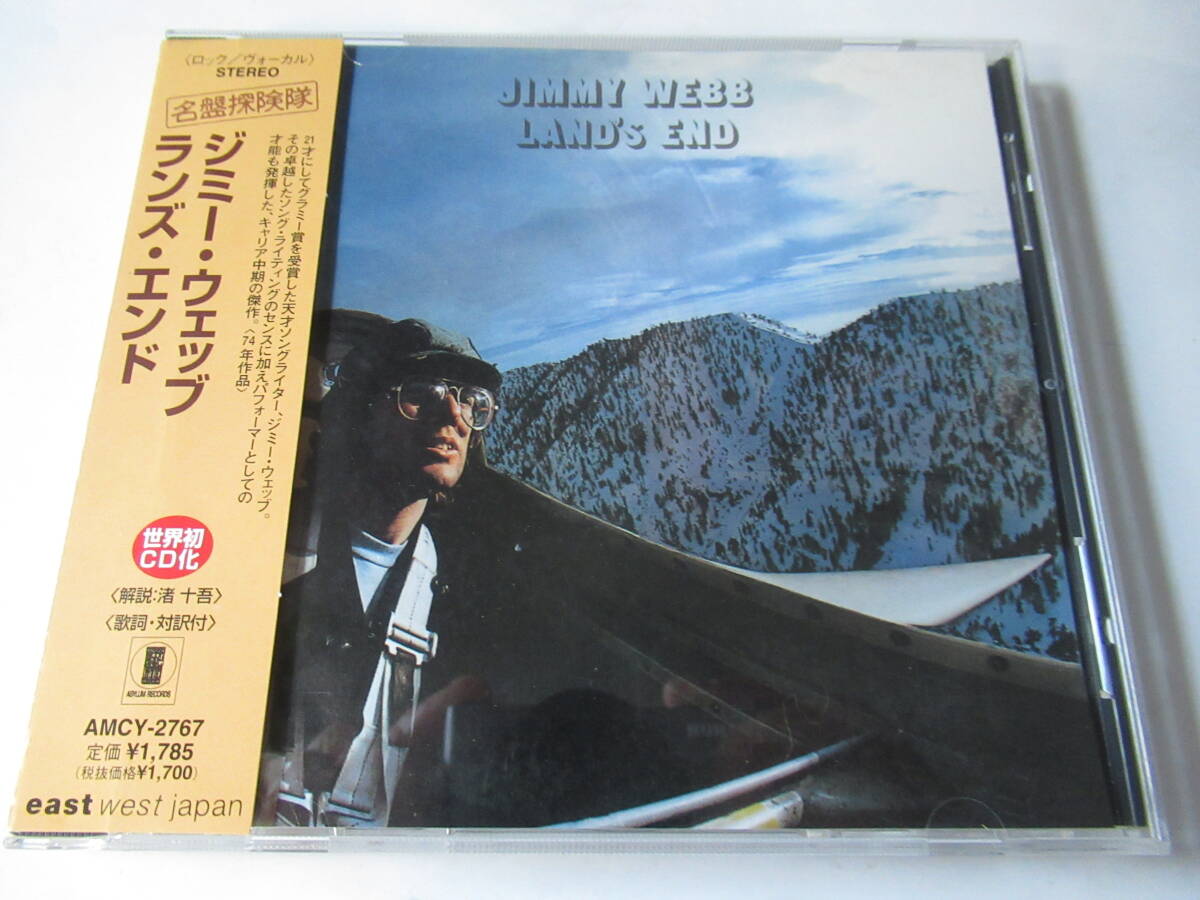 〈ロック/ヴォーカル〉
STEREO
名盤探険隊
ジミー・ウェッブ
ランズ・エンド
21才にしてグラミー賞を受賞した天才ソングライター、ジミー・ウェッブ。
その卓越したソング・ライティングのセンスに加えパフォーマーとしての
才能も発揮した、キャリア中期の傑作。〈74年作品〉
世界初
CD化
〈解説:渚 十吾〉
〈歌詞・対訳付〉
ASYLUM RECORDS
AMCY-2767
定価 ¥1,785
(税抜価格¥1,700)
east west japan
JIMMY WEBB
LAND'S END